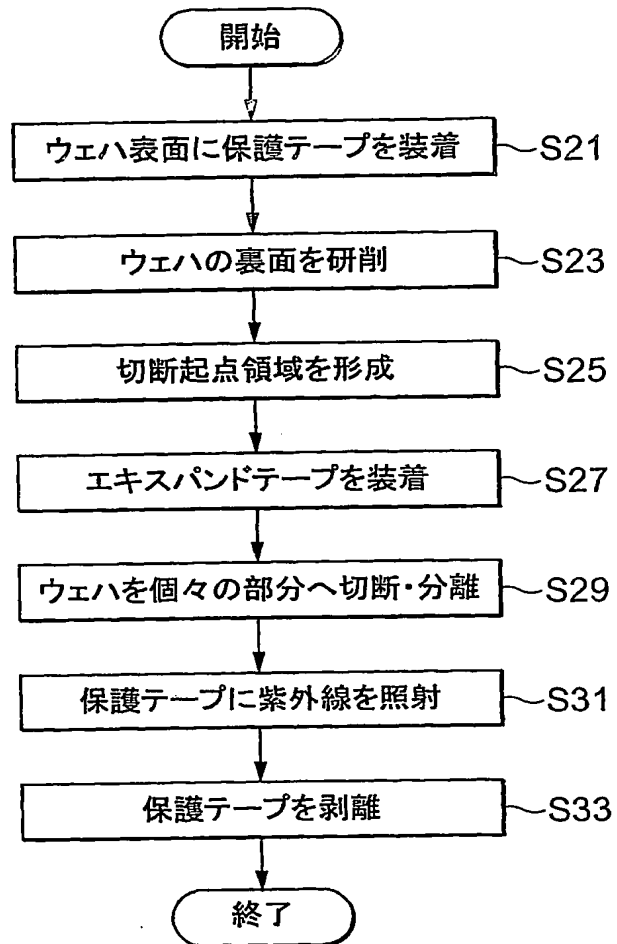 開始
ウェハ表面に保護テープを装着 S21
ウェハの裏面を研削 S23
切断起点領域を形成 S25
エキスパンドテープを装着 S27
ウェハを個々の部分へ切断・分離 S29
保護テープに紫外線を照射 S31
保護テープを剥離 S33
終了